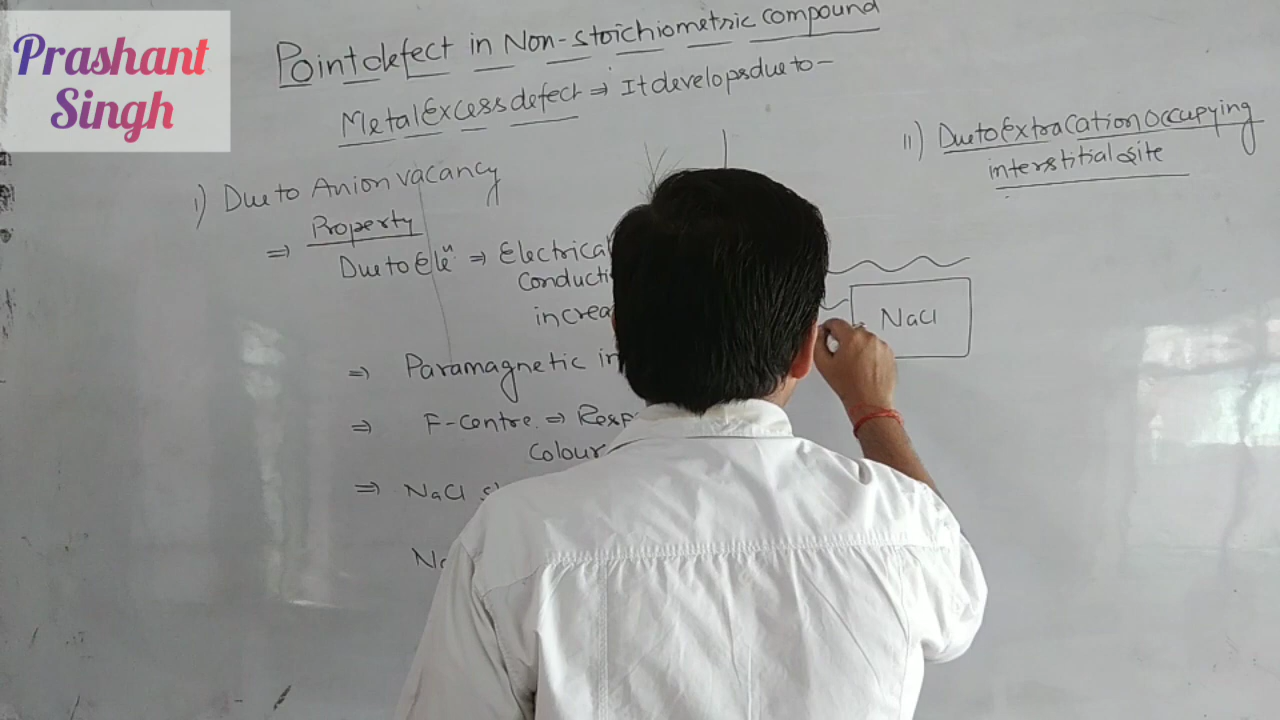 Prashant
Singh
Point defect in Non-stoichiometric compound
Metal Excess defect ⇒ It develops due to -
i) Due to Anion vacancy
ii) Due to Extra Cation occupying
interstitial site
⇒ Property
Due to Ele^n ⇒ Electrical
conducti
increa
⇒ Paramagnetic in
⇒ F-centre ⇒ Resp
colour
⇒ NaCl s
NaCl